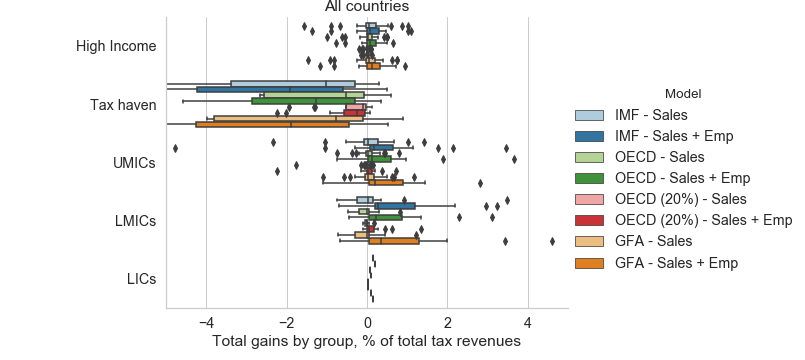 All countries
High Income
Tax haven
UMICs
LMICs
LICs
−4 −2 0 2 4
Total gains by group, % of total tax revenues
Model
IMF - Sales
IMF - Sales + Emp
OECD - Sales
OECD - Sales + Emp
OECD (20%) - Sales
OECD (20%) - Sales + Emp
GFA - Sales
GFA - Sales + Emp